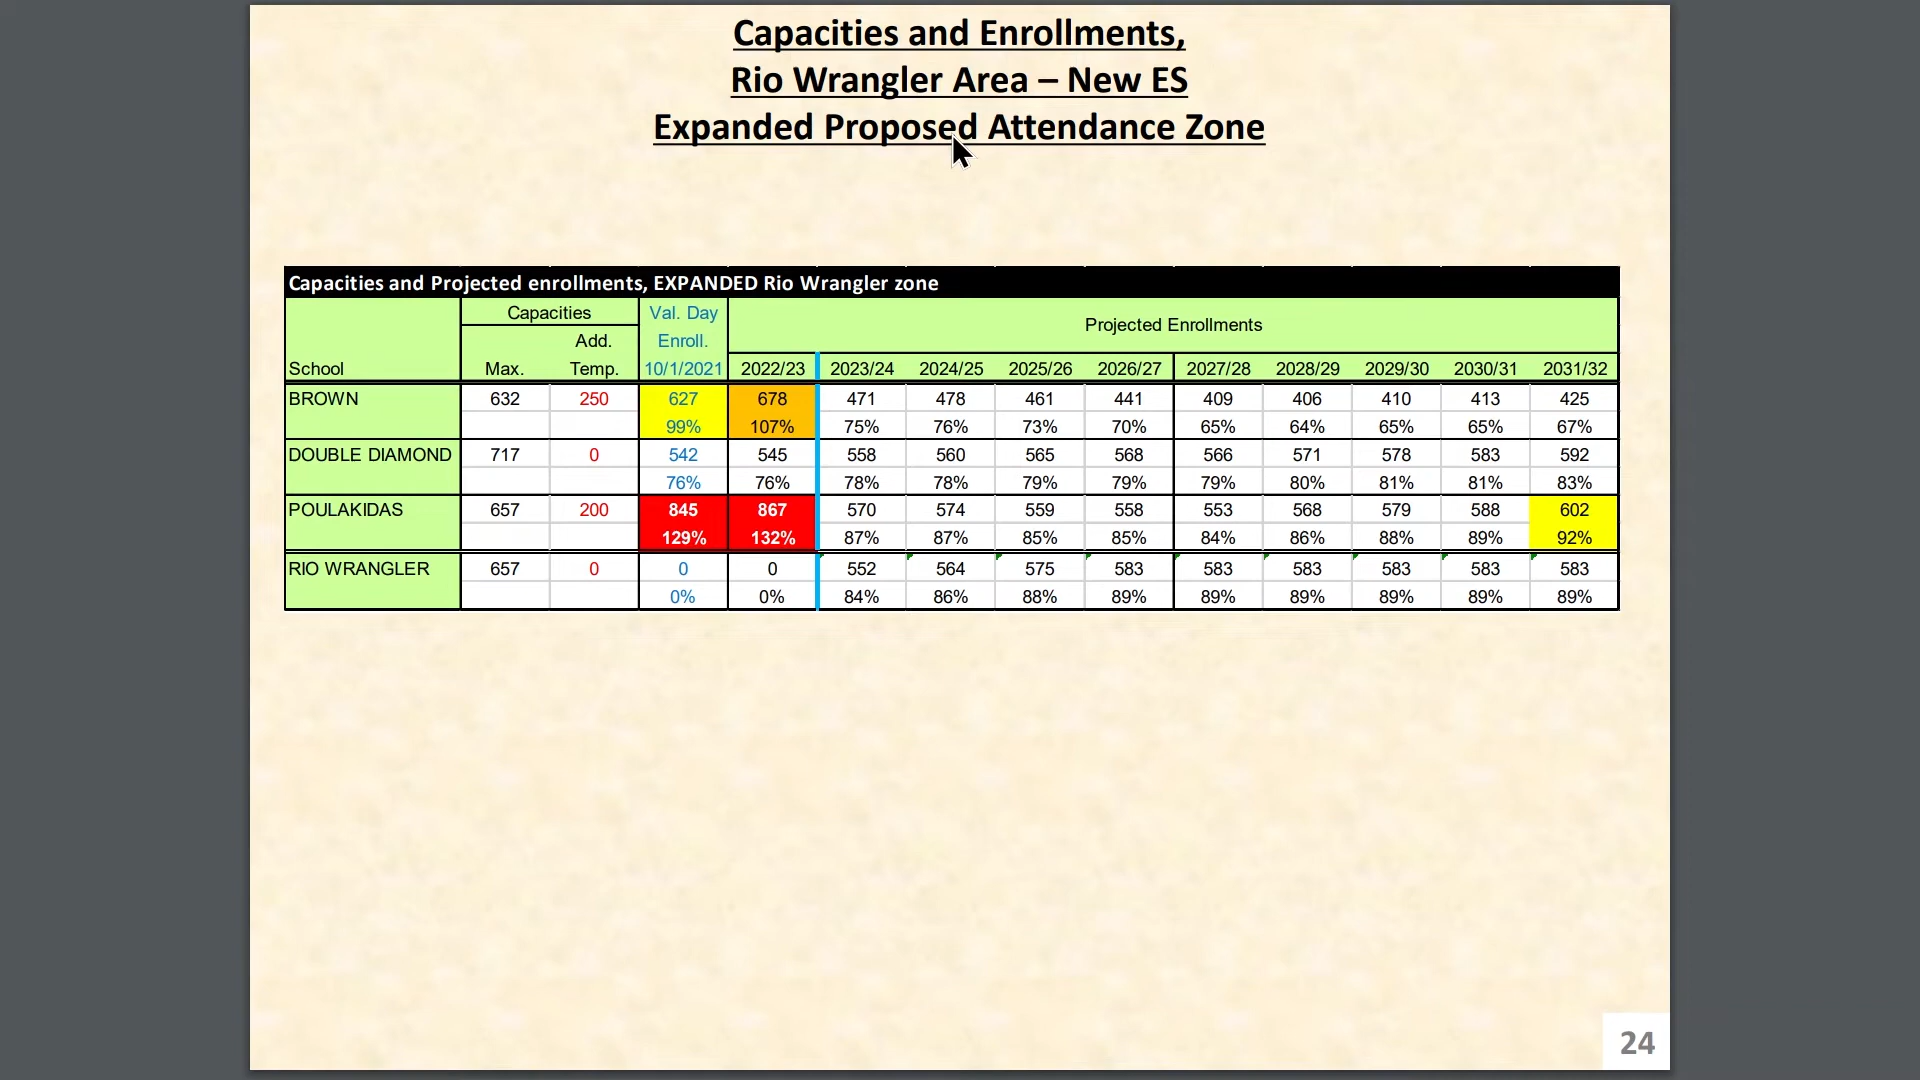 Capacities and Enrollments,
Rio Wrangler Area – New ES
Expanded Proposed Attendance Zone
Capacities and Projected enrollments, EXPANDED Rio Wrangler zone
Capacities Val. Day Projected Enrollments
Add. Enroll.
School Max. Temp. 10/1/2021 2022/23 2023/24 2024/25 2025/26 2026/27 2027/28 2028/29 2029/30 2030/31 2031/32
BROWN 632 250 627 678 471 478 461 441 409 406 410 413 425
99% 107% 75% 76% 73% 70% 65% 64% 65% 65% 67%
DOUBLE DIAMOND 717 0 542 545 558 560 565 568 566 571 578 583 592
76% 76% 78% 78% 79% 79% 79% 80% 81% 81% 83%
POULAKIDAS 657 200 845 867 570 574 559 558 553 568 579 588 602
129% 132% 87% 87% 85% 85% 84% 86% 88% 89% 92%
RIO WRANGLER 657 0 0 0 552 564 575 583 583 583 583 583 583
0% 0% 84% 86% 88% 89% 89% 89% 89% 89% 89%
24